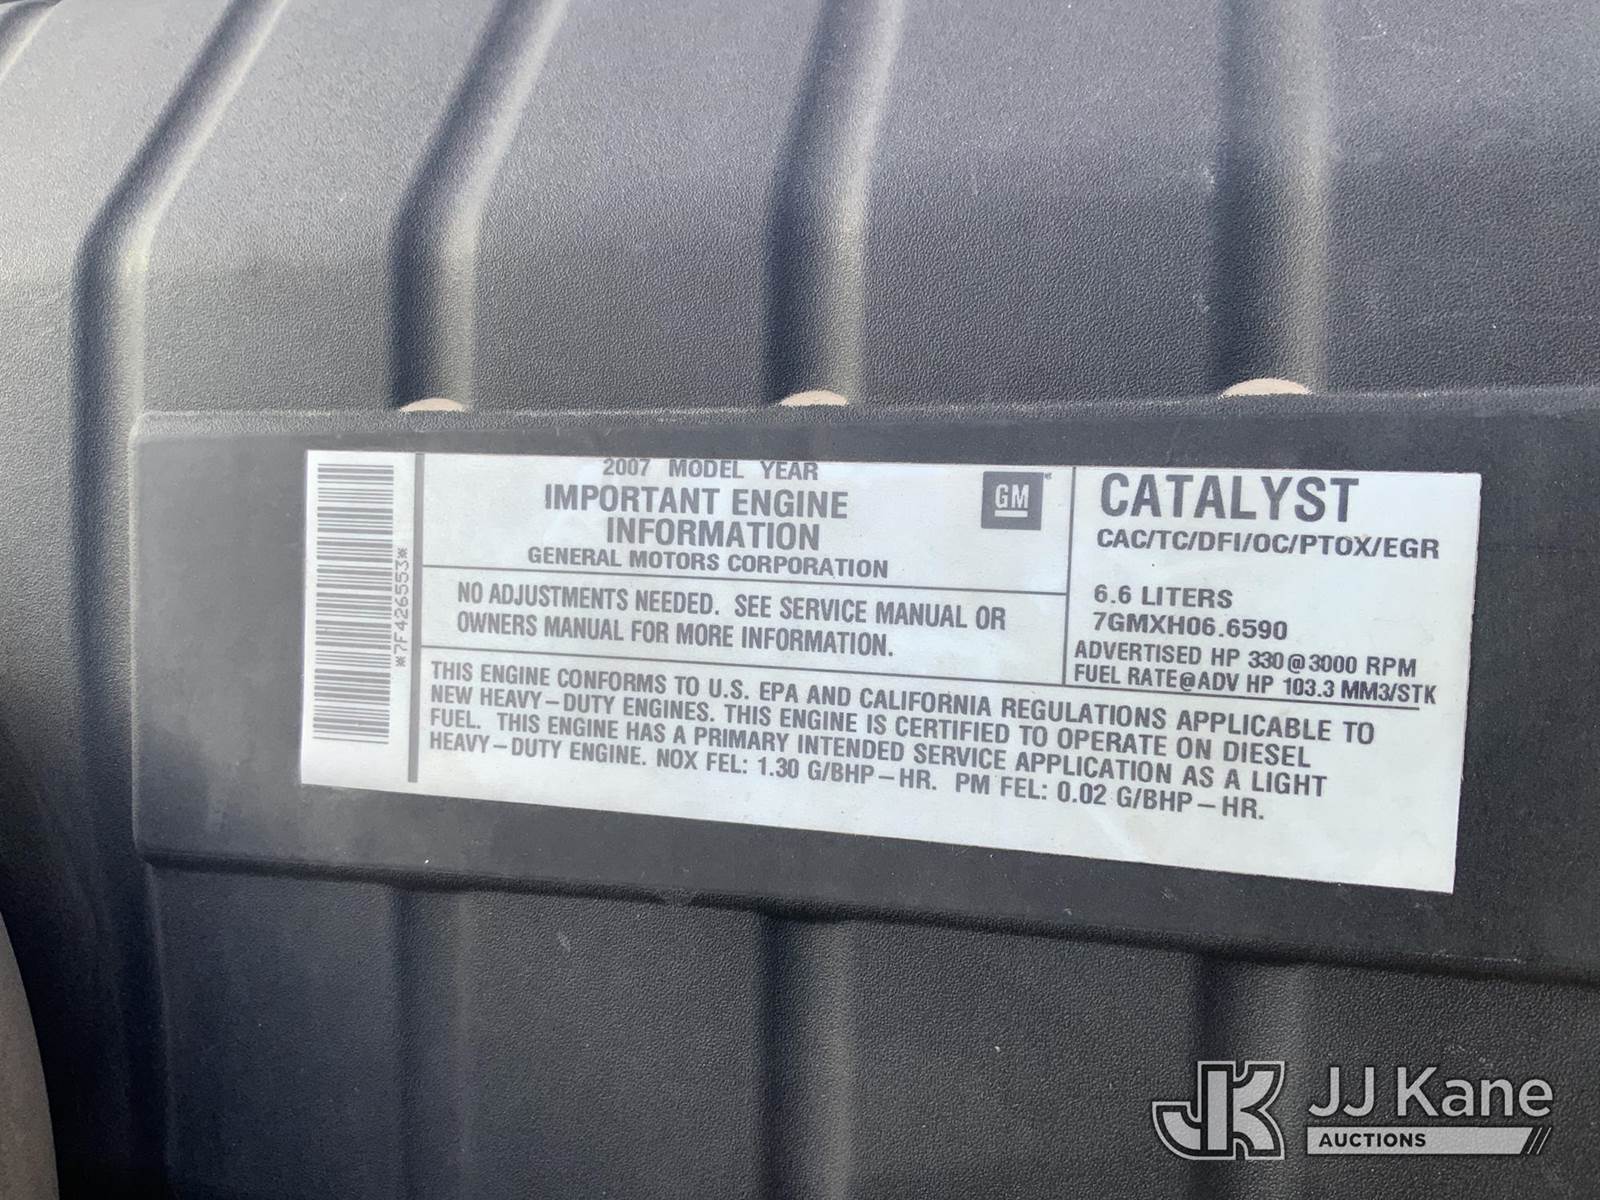 *7F426553*
2007 MODEL YEAR
IMPORTANT ENGINE
INFORMATION
GENERAL MOTORS CORPORATION
GM
NO ADJUSTMENTS NEEDED. SEE SERVICE MANUAL OR
OWNERS MANUAL FOR MORE INFORMATION.
CATALYST
CAC/TC/DFI/OC/PTOX/EGR
6.6 LITERS
7GMXH06.6590
ADVERTISED HP 330@3000 RPM
FUEL RATE@ADV HP 103.3 MM3/STK
THIS ENGINE CONFORMS TO U.S. EPA AND CALIFORNIA REGULATIONS APPLICABLE TO
NEW HEAVY-DUTY ENGINES. THIS ENGINE IS CERTIFIED TO OPERATE ON DIESEL
FUEL. THIS ENGINE HAS A PRIMARY INTENDED SERVICE APPLICATION AS A LIGHT
HEAVY-DUTY ENGINE. NOX FEL: 1.30 G/BHP-HR. PM FEL: 0.02 G/BHP-HR.
JK JJ Kane
AUCTIONS